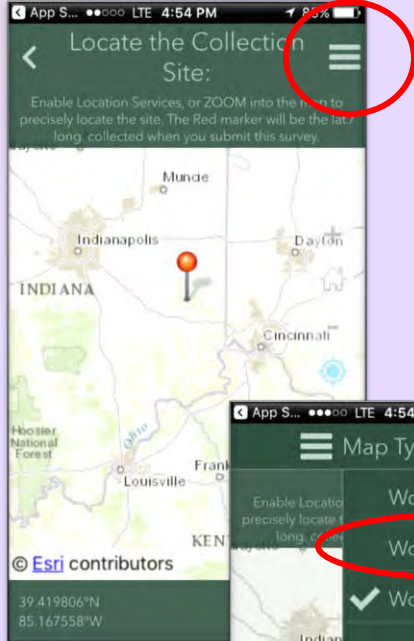 App S... LTE 4:54 PM 83%
Locate the Collection
Site:
Enable Location Services, or ZOOM into the map to
precisely locate the site. The Red marker will be the lat./
long. collected when you submit this survey.
Muncie
Indianapolis
Dayton
INDIANA
Cincinnati
Hoosier
National
Forest
Ohio
Louisville
Frank
KEN
© Esri contributors
39.419806°N
85.167558°W
App S... LTE 4:54
Map Ty
Enable Locatio
precisely locate t
long. colle
Wo
Wo
Wo
Indian